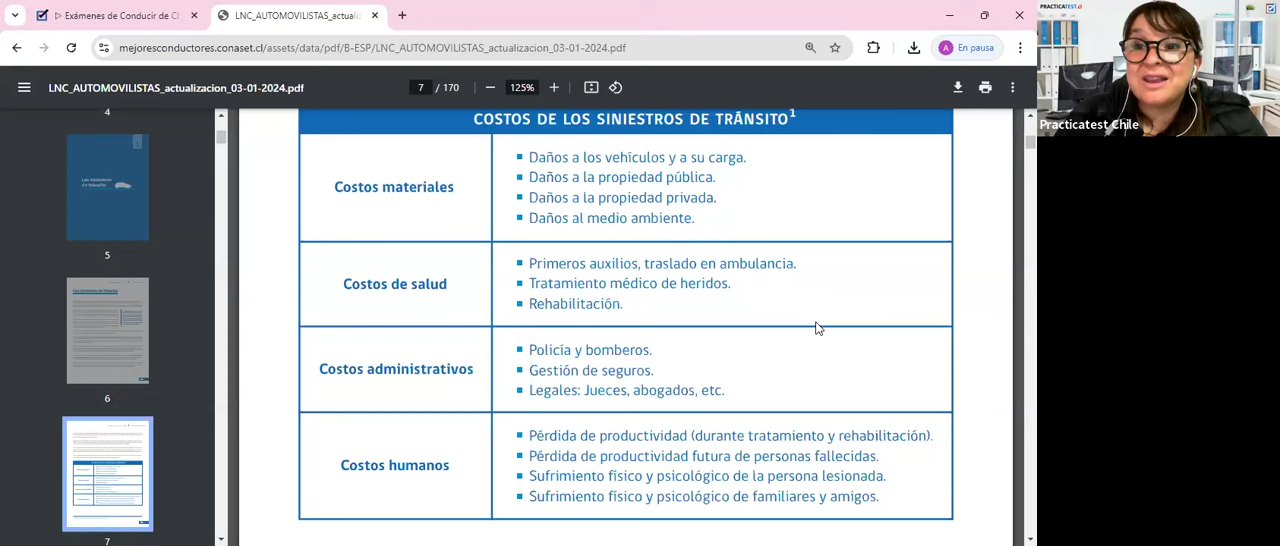 Exámenes de Conducir de C
LNC_AUTOMOVILISTAS_actualiza
mejoresconductores.conaset.cl/assets/data/pdf/B-ESP/LNC_AUTOMOVILISTAS_actualizacion_03-01-2024.pdf
A En pausa
LNC_AUTOMOVILISTAS_actualizacion_03-01-2024.pdf
7 / 170
125%
4
5
6
7
COSTOS DE LOS SINIESTROS DE TRÁNSITO¹
Costos materiales
Daños a los vehículos y a su carga.
Daños a la propiedad pública.
Daños a la propiedad privada.
Daños al medio ambiente.
Costos de salud
Primeros auxilios, traslado en ambulancia.
Tratamiento médico de heridos.
Rehabilitación.
Costos administrativos
Policía y bomberos.
Gestión de seguros.
Legales: Jueces, abogados, etc.
Costos humanos
Pérdida de productividad (durante tratamiento y rehabilitación).
Pérdida de productividad futura de personas fallecidas.
Sufrimiento físico y psicológico de la persona lesionada.
Sufrimiento físico y psicológico de familiares y amigos.
PRACTICATEST.cl
Practicatest Chile